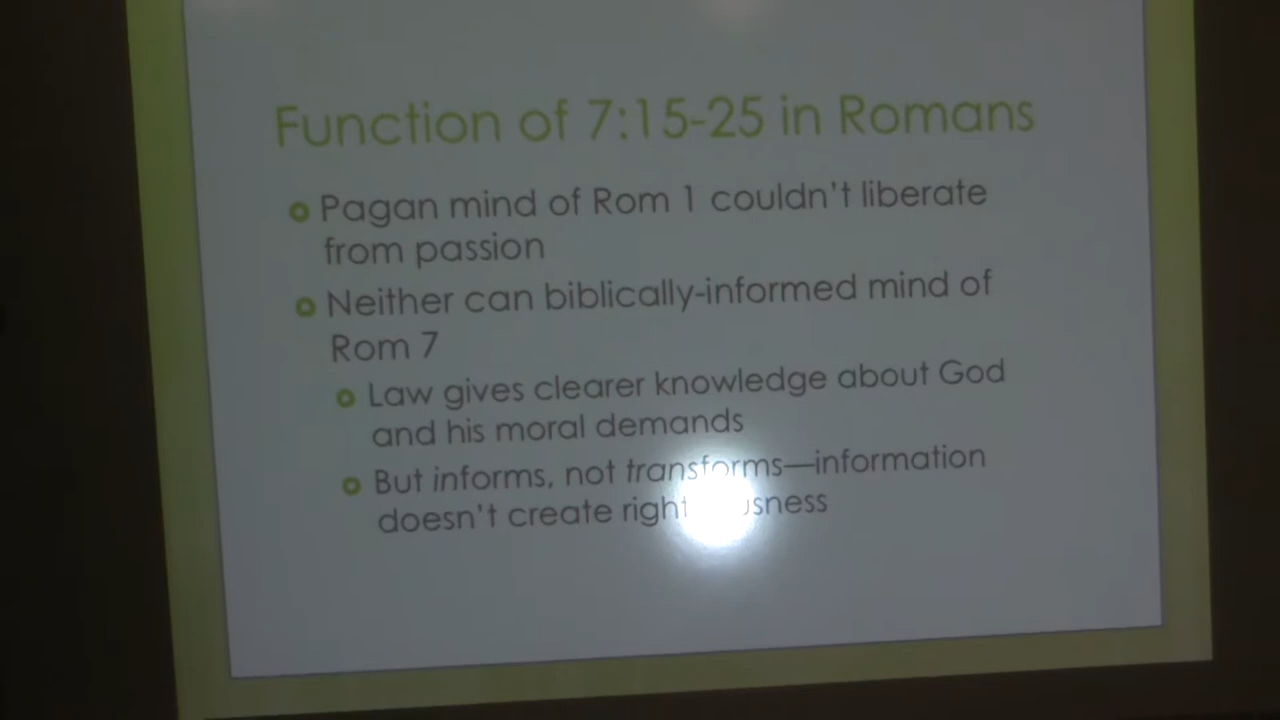 Function of 7:15-25 in Romans
Pagan mind of Rom 1 couldn't liberate
from passion
Neither can biblically-informed mind of
Rom 7
Law gives clearer knowledge about God
and his moral demands
But informs, not transforms—information
doesn't create